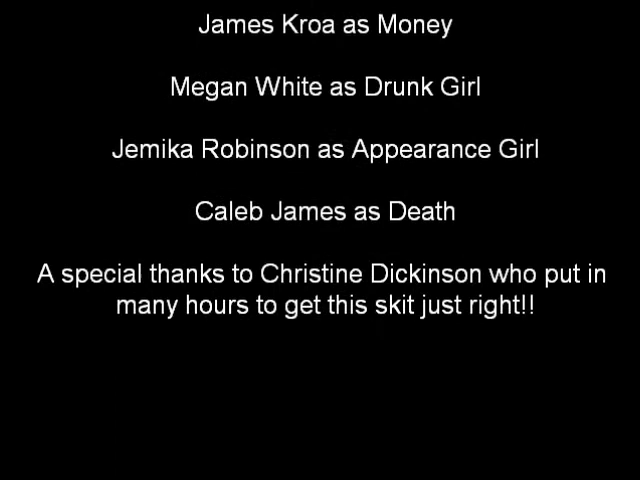 James Kroa as Money
Megan White as Drunk Girl
Jemika Robinson as Appearance Girl
Caleb James as Death
A special thanks to Christine Dickinson who put in
many hours to get this skit just right!!